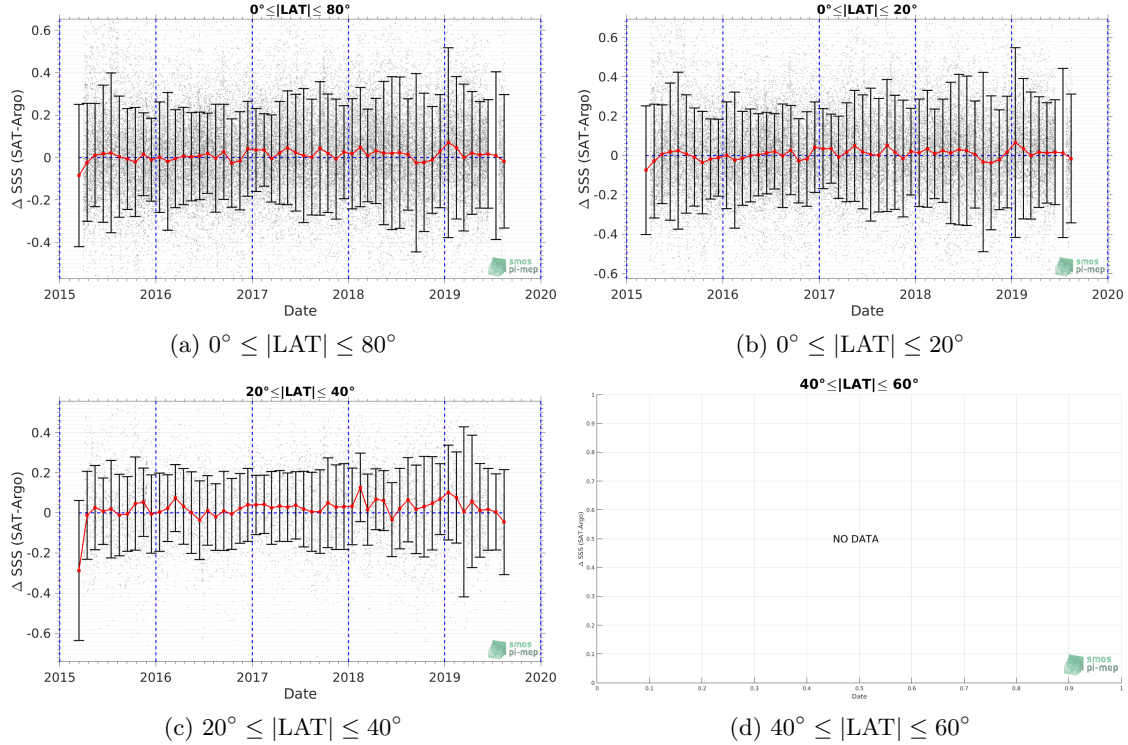 0°≤|LAT|≤ 80°
Δ SSS (SAT-Argo)
0.6
0.4
0.2
0
-0.2
-0.4
2015 2016 2017 2018 2019 2020
Date
smos
pi-mep
(a) 0° ≤ |LAT| ≤ 80°
0°≤|LAT|≤ 20°
Δ SSS (SAT-Argo)
0.6
0.4
0.2
0
-0.2
-0.4
-0.6
2015 2016 2017 2018 2019 2020
Date
smos
pi-mep
(b) 0° ≤ |LAT| ≤ 20°
20°≤|LAT|≤ 40°
Δ SSS (SAT-Argo)
0.4
0.2
0
-0.2
-0.4
-0.6
2015 2016 2017 2018 2019 2020
Date
smos
pi-mep
(c) 20° ≤ |LAT| ≤ 40°
40°≤|LAT|≤ 60°
Δ SSS (SAT-Argo)
1
0.9
0.8
0.7
0.6
0.5
0.4
0.3
0.2
0.1
0
NO DATA
0 0.1 0.2 0.3 0.4 0.5 0.6 0.7 0.8 0.9 1
Date
smos
pi-mep
(d) 40° ≤ |LAT| ≤ 60°